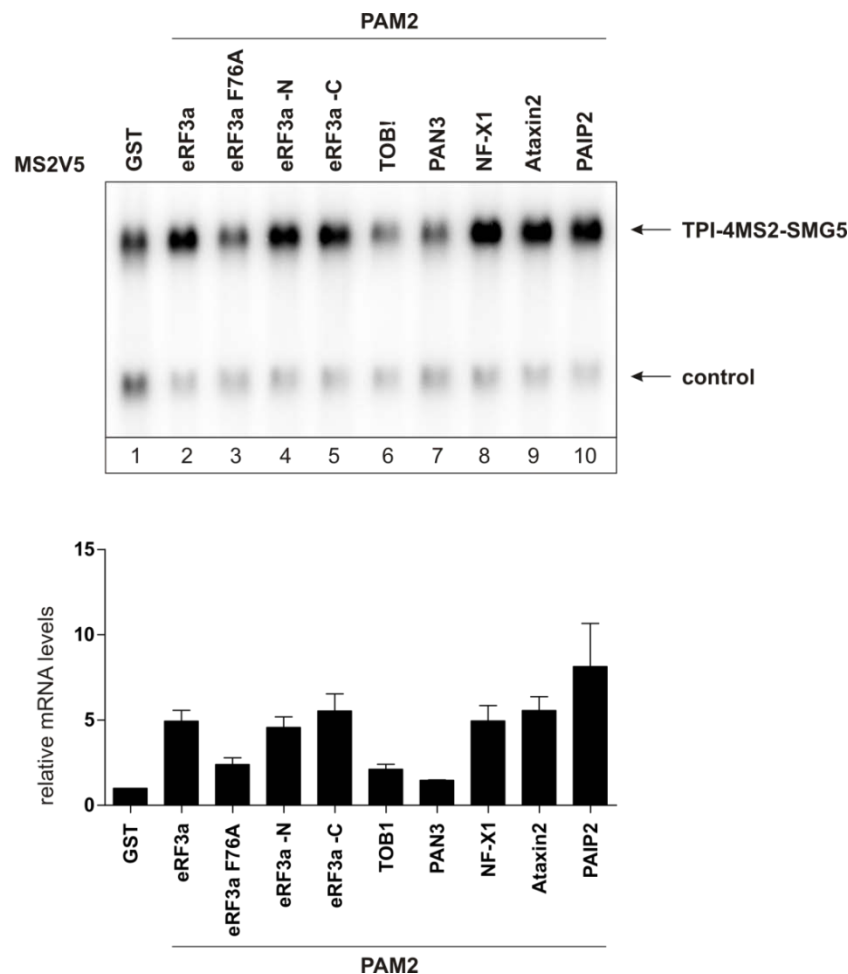 PAM2
MS2V5 GST eRF3a eRF3a F76A eRF3a -N eRF3a -C TOB! PAN3 NF-X1 Ataxin2 PAIP2
TPI-4MS2-SMG5
control
1 2 3 4 5 6 7 8 9 10
relative mRNA levels
15
10
5
0
GST eRF3a eRF3a F76A eRF3a -N eRF3a -C TOB1 PAN3 NF-X1 Ataxin2 PAIP2
PAM2